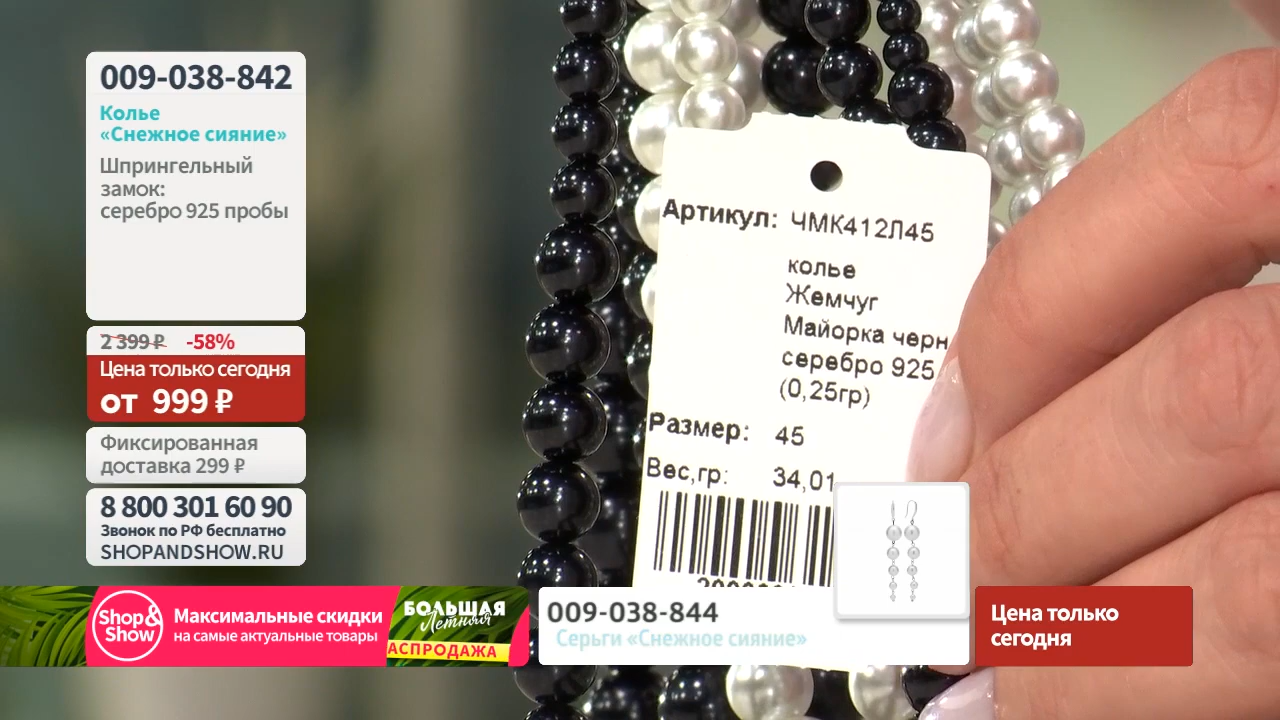 009-038-842
Колье
«Снежное сияние»
Шпрингельный
замок:
серебро 925 пробы
2 399 ₽ -58%
Цена только сегодня
от 999 ₽
Фиксированная
доставка 299 ₽
8 800 301 60 90
Звонок по РФ бесплатно
SHOPANDSHOW.RU
Артикул: ЧМК412Л45
колье
Жемчуг
Майорка черн
серебро 925
(0,25гр)
Размер: 45
Вес,гр: 34,01
Shop&
Show
Максимальные скидки
на самые актуальные товары
БОЛЬШАЯ
Летняя
АСПРОДАЖА
009-038-844
Серьги «Снежное сияние»
Цена только
сегодня